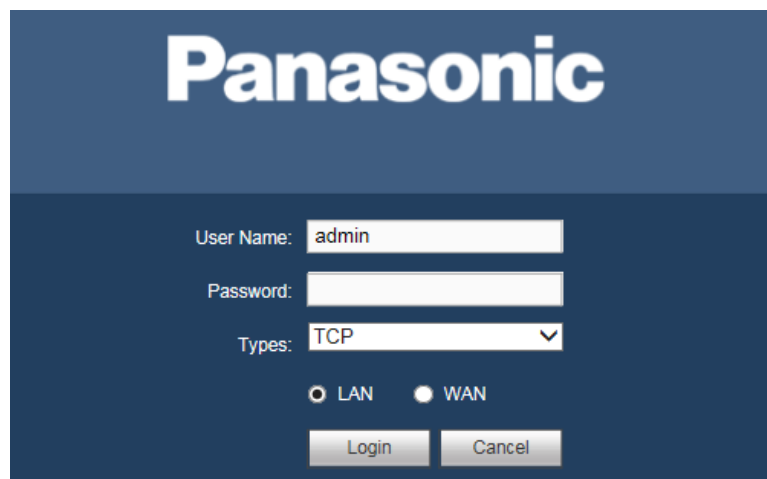 Panasonic
User Name: admin
Password:
Types: TCP
LAN WAN
Login Cancel